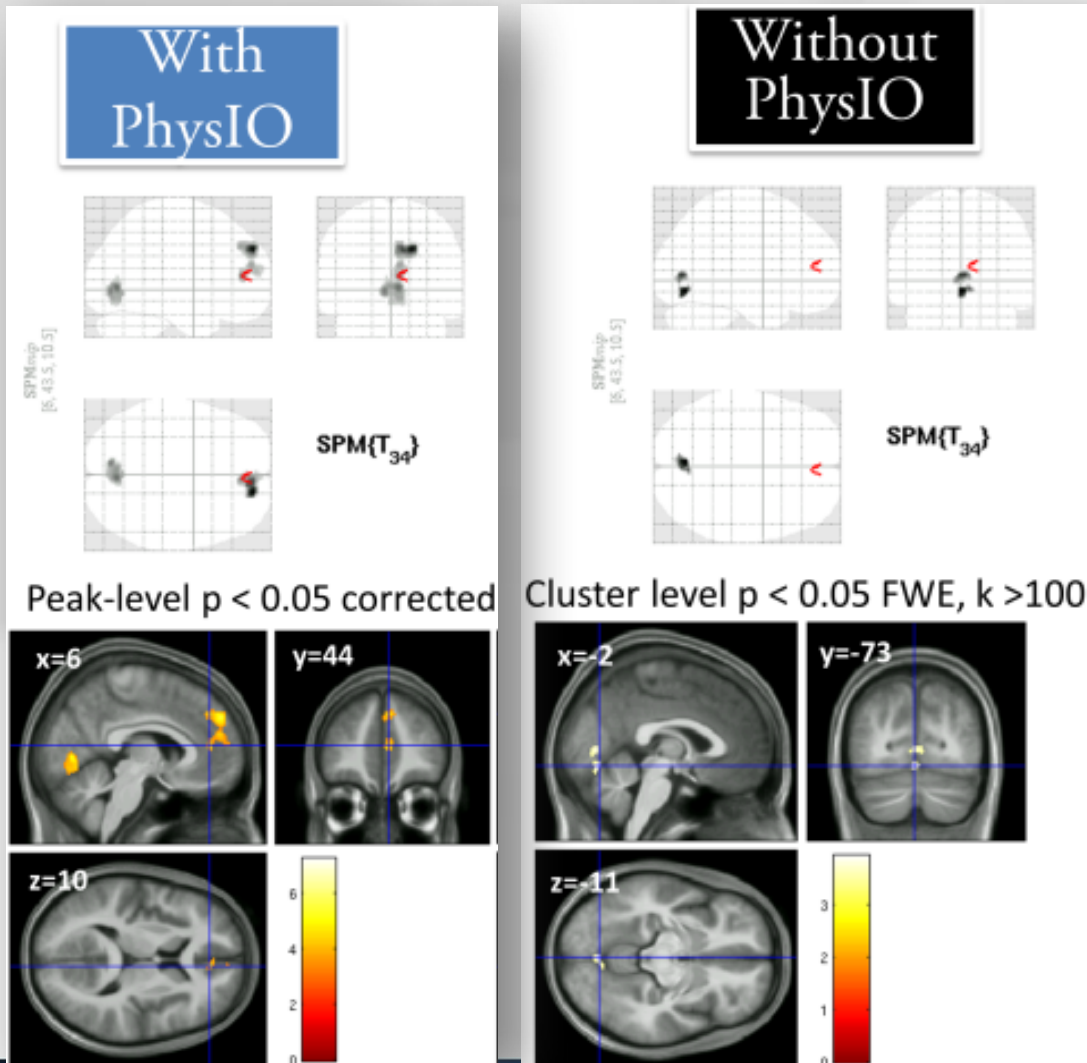 With
PhysIO
SPMmip
[6, 43.5, 10.5]
SPM{T34}
Peak-level p < 0.05 corrected
x=6
y=44
z=10
6
4
2
0
Without
PhysIO
SPMmip
[6, 43.5, 10.5]
SPM{T34}
Cluster level p < 0.05 FWE, k >100
x=-2
y=-73
z=-11
3
2
1
0